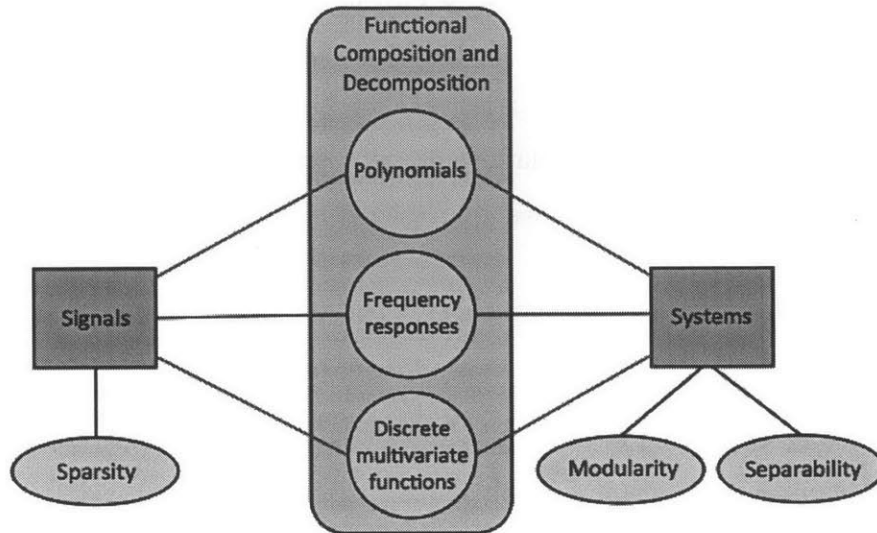 Functional
Composition and
Decomposition
Polynomials
Signals
Frequency
responses
Systems
Discrete
multivariate
functions
Sparsity
Modularity
Separability